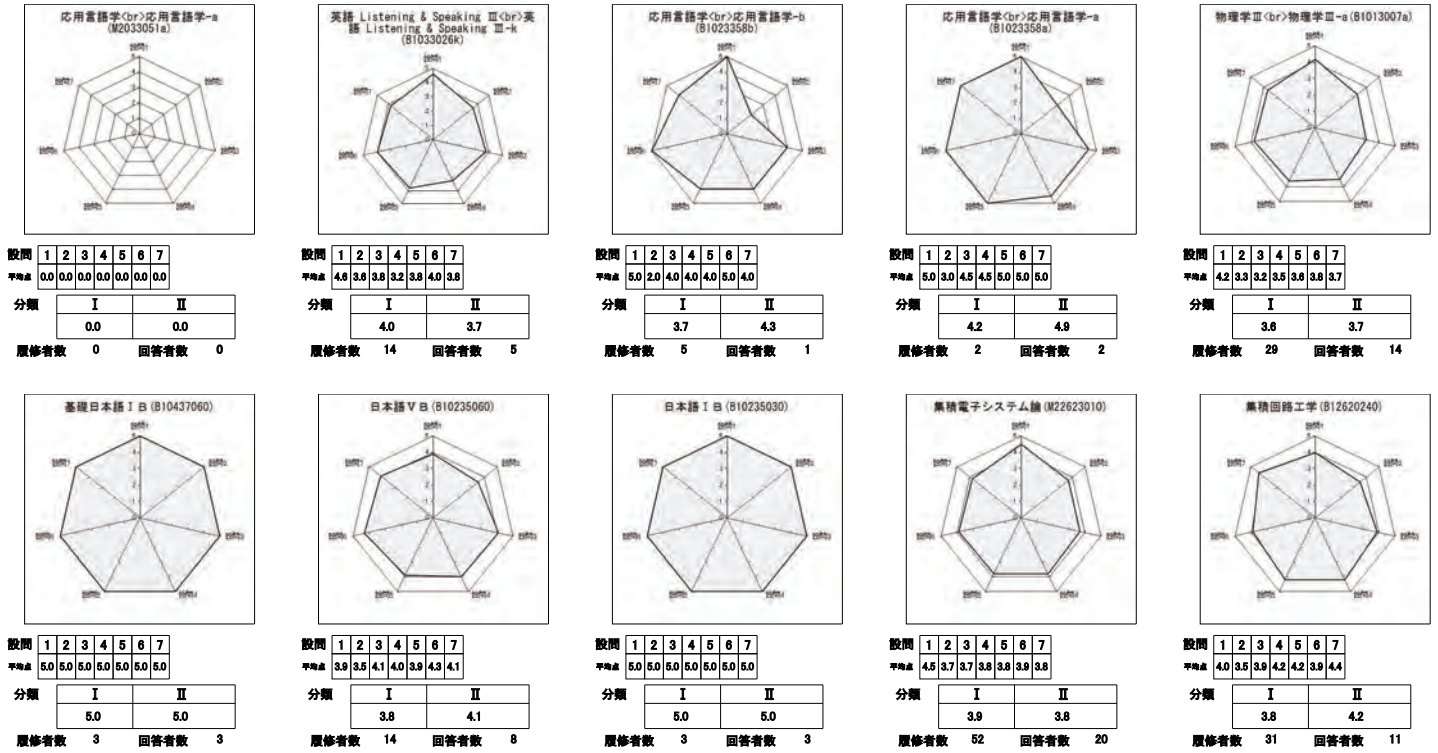 応用言語学<br>応用言語学-a
(M2033051a)
5
4
3
2
1
0
設問 1 2 3 4 5 6 7
平均点 0.0 0.0 0.0 0.0 0.0 0.0 0.0
分類 I II
0.0 0.0
履修者数 0 回答者数 0
英語 Listening & Speaking III<br>英
語 Listening & Speaking III-k
(B1033026k)
設問 1 2 3 4 5 6 7
平均点 4.6 3.6 3.8 3.2 3.8 4.0 3.8
分類 I II
4.0 3.7
履修者数 14 回答者数 5
応用言語学<br>応用言語学-b
(B1023358b)
設問 1 2 3 4 5 6 7
平均点 5.0 2.0 4.0 4.0 4.0 5.0 4.0
分類 I II
3.7 4.3
履修者数 5 回答者数 1
応用言語学<br>応用言語学-a
(B1023358a)
設問 1 2 3 4 5 6 7
平均点 5.0 3.0 4.5 4.5 5.0 5.0 5.0
分類 I II
4.2 4.9
履修者数 2 回答者数 2
物理学Ⅲ<br>物理学Ⅲ-a(B1013007a)
設問 1 2 3 4 5 6 7
平均点 4.2 3.3 3.2 3.5 3.6 3.8 3.7
分類 I II
3.6 3.7
履修者数 29 回答者数 14
基礎日本語ⅠB(B10437060)
設問 1 2 3 4 5 6 7
平均点 5.0 5.0 5.0 5.0 5.0 5.0 5.0
分類 I II
5.0 5.0
履修者数 3 回答者数 3
日本語ⅤB(B10235060)
設問 1 2 3 4 5 6 7
平均点 3.9 3.5 4.1 4.0 3.9 4.3 4.1
分類 I II
3.8 4.1
履修者数 14 回答者数 8
日本語ⅠB(B10235030)
設問 1 2 3 4 5 6 7
平均点 5.0 5.0 5.0 5.0 5.0 5.0 5.0
分類 I II
5.0 5.0
履修者数 3 回答者数 3
集積電子システム論(M22623010)
設問 1 2 3 4 5 6 7
平均点 4.5 3.7 3.7 3.8 3.8 3.9 3.8
分類 I II
3.9 3.8
履修者数 52 回答者数 20
集積回路工学(B12620240)
設問 1 2 3 4 5 6 7
平均点 4.0 3.5 3.9 4.2 4.2 3.9 4.4
分類 I II
3.8 4.2
履修者数 31 回答者数 11